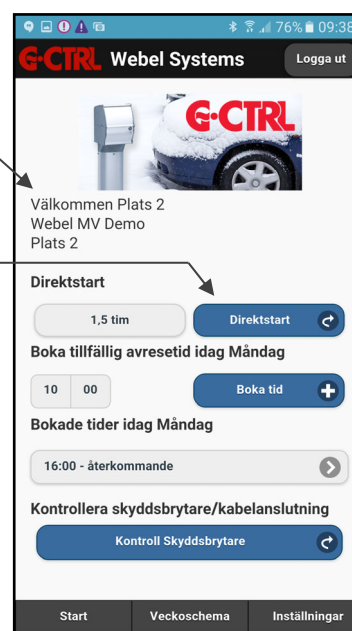 76% 09:38
G-CTRL Webel Systems Logga ut
G-CTRL
Välkommen Plats 2
Webel MV Demo
Plats 2
Direktstart
1,5 tim Direktstart
Boka tillfällig avresetid idag Måndag
10 00 Boka tid
Bokade tider idag Måndag
16:00 - återkommande
Kontrollera skyddsbrytare/kabelanslutning
Kontroll Skyddsbrytare
Start Veckoschema Inställningar